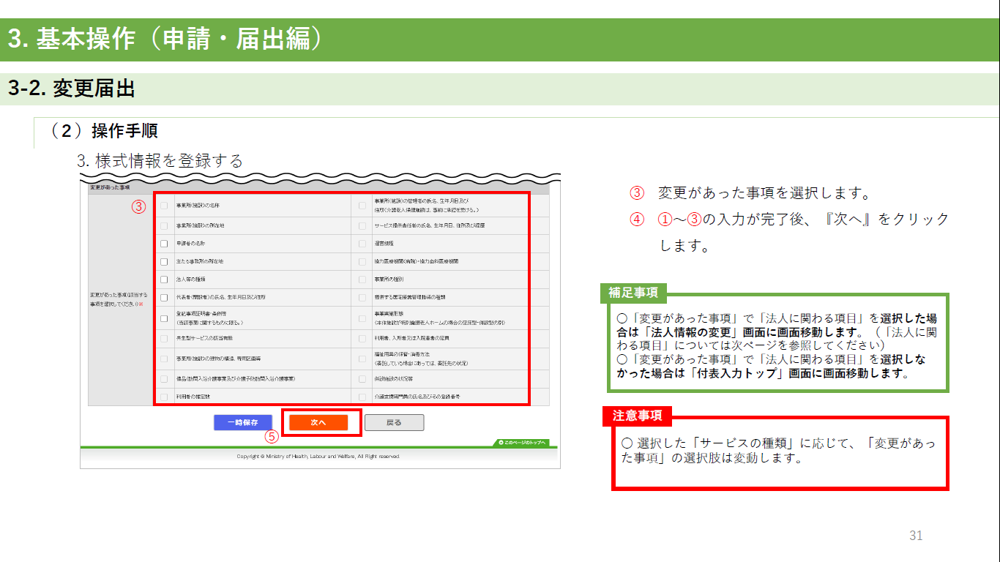 3. 基本操作（申請・届出編）
3-2. 変更届出
（２）操作手順
3. 様式情報を登録する
変更があった事項
③
変更があった事項(該当する
事項を選択してください)※
事業所(施設)の名称
事業所(施設)の管理者の氏名、生年月日及び
住所(介護老人保健施設は、事前に承認を受ける。)
事業所(施設)の所在地
サービス提供責任者の氏名、生年月日、住所及び経歴
申請者の名称
運営規程
主たる事務所の所在地
協力医療機関(病院)・協力歯科医療機関
法人等の種類
事業所の種別
代表者(開設者)の氏名、生年月日及び住所
提供する居宅療養管理指導の種類
登記事項証明書・条例等
(当該事業に関するものに限る。)
事業実施形態
(本体施設が特別養護老人ホームの場合の空床型・併設型の別)
共生型サービスの該当有無
利用者、入所者又は入院患者の定員
事業所(施設)の建物の構造、専用区画等
福祉用具の保管・消毒方法
(委託している場合にあっては、委託先の状況)
備品(訪問入浴介護事業及び介護予防訪問入浴介護事業)
併設施設の状況等
利用者の推定数
介護支援専門員の氏名及びその登録番号
一時保存
⑤
次へ
戻る
このページのトップへ
Copyright © Ministry of Health, Labour and Welfare, All Right reserved.
③ 変更があった事項を選択します。
④ ①～③の入力が完了後、『次へ』をクリック
します。
補足事項
〇「変更があった事項」で「法人に関わる項目」を選択した場
合は「法人情報の変更」画面に画面移動します。（「法人に関
わる項目」については次ページを参照してください）
〇「変更があった事項」で「法人に関わる項目」を選択しな
かった場合は「付表入力トップ」画面に画面移動します。
注意事項
〇 選択した「サービスの種類」に応じて、「変更があっ
た事項」の選択肢は変動します。
31